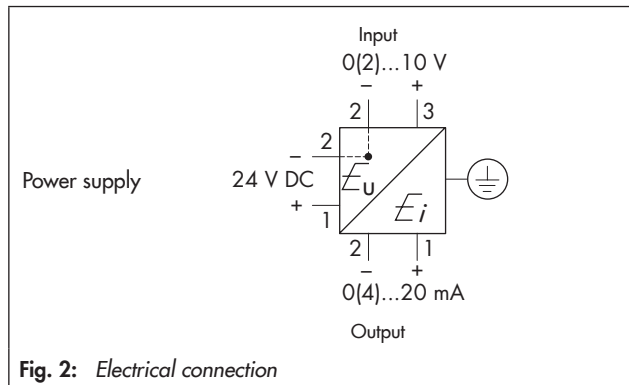 Input
0(2)...10 V
– +
2 3
2
–
Power supply 24 V DC
U
+
1
i
2 1
– +
0(4)...20 mA
Output
Fig. 2: Electrical connection